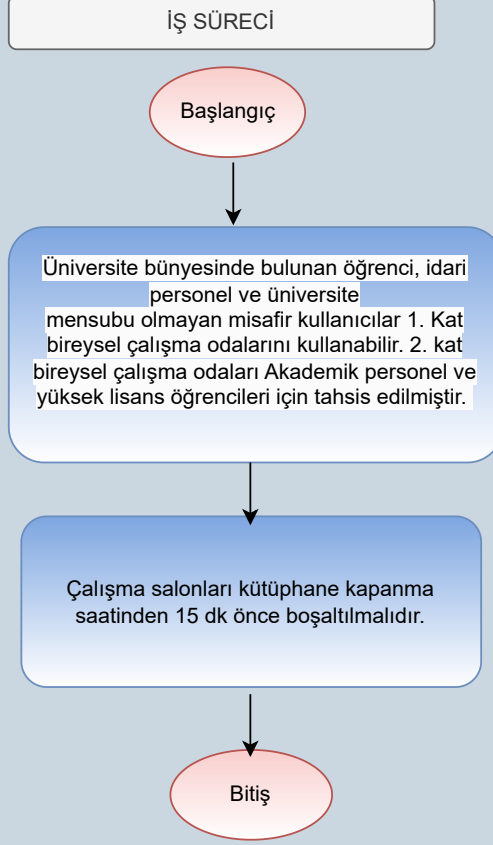 İŞ SÜRECİ
Başlangıç
Üniversite bünyesinde bulunan öğrenci, idari
personel ve üniversite
mensubu olmayan misafir kullanıcılar 1. Kat
bireysel çalışma odalarını kullanabilir. 2. kat
bireysel çalışma odaları Akademik personel ve
yüksek lisans öğrencileri için tahsis edilmiştir.
Çalışma salonları kütüphane kapanma
saatinden 15 dk önce boşaltılmalıdır.
Bitiş